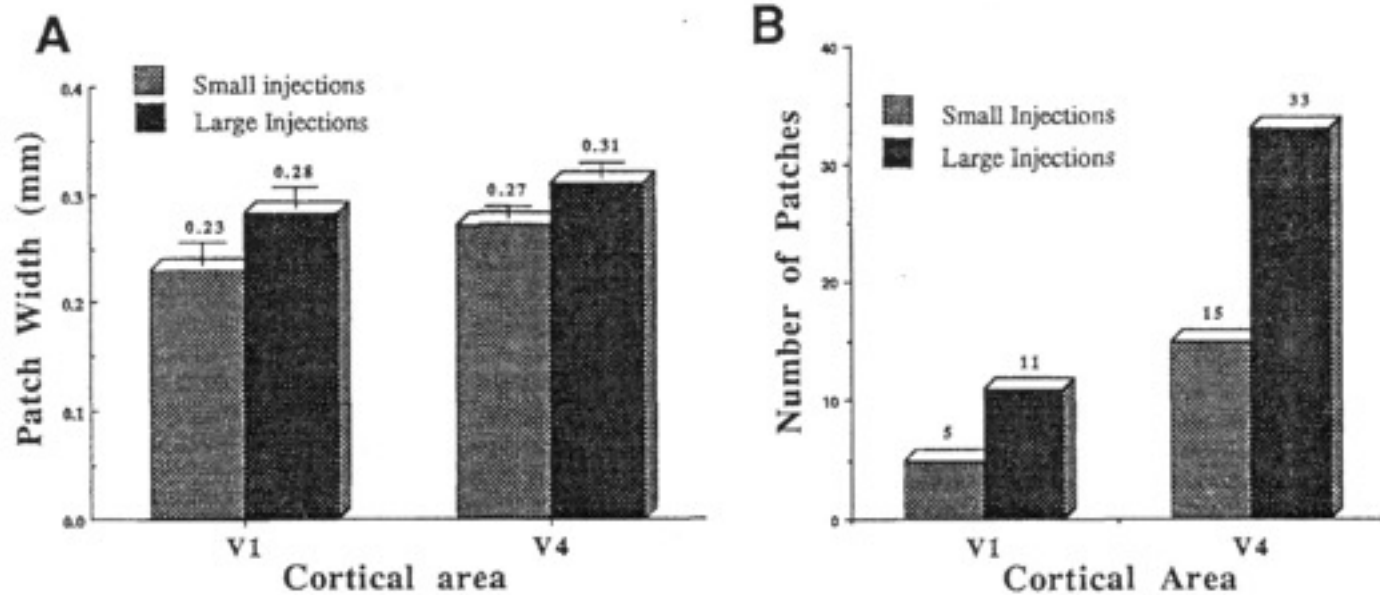 A
Small injections
Large Injections
Patch Width (mm)
0.4
0.3
0.2
0.1
0.0
0.23
0.28
0.27
0.31
V1
V4
Cortical area
B
Small Injections
Large Injections
Number of Patches
40
30
20
10
0
5
11
15
33
V1
V4
Cortical Area